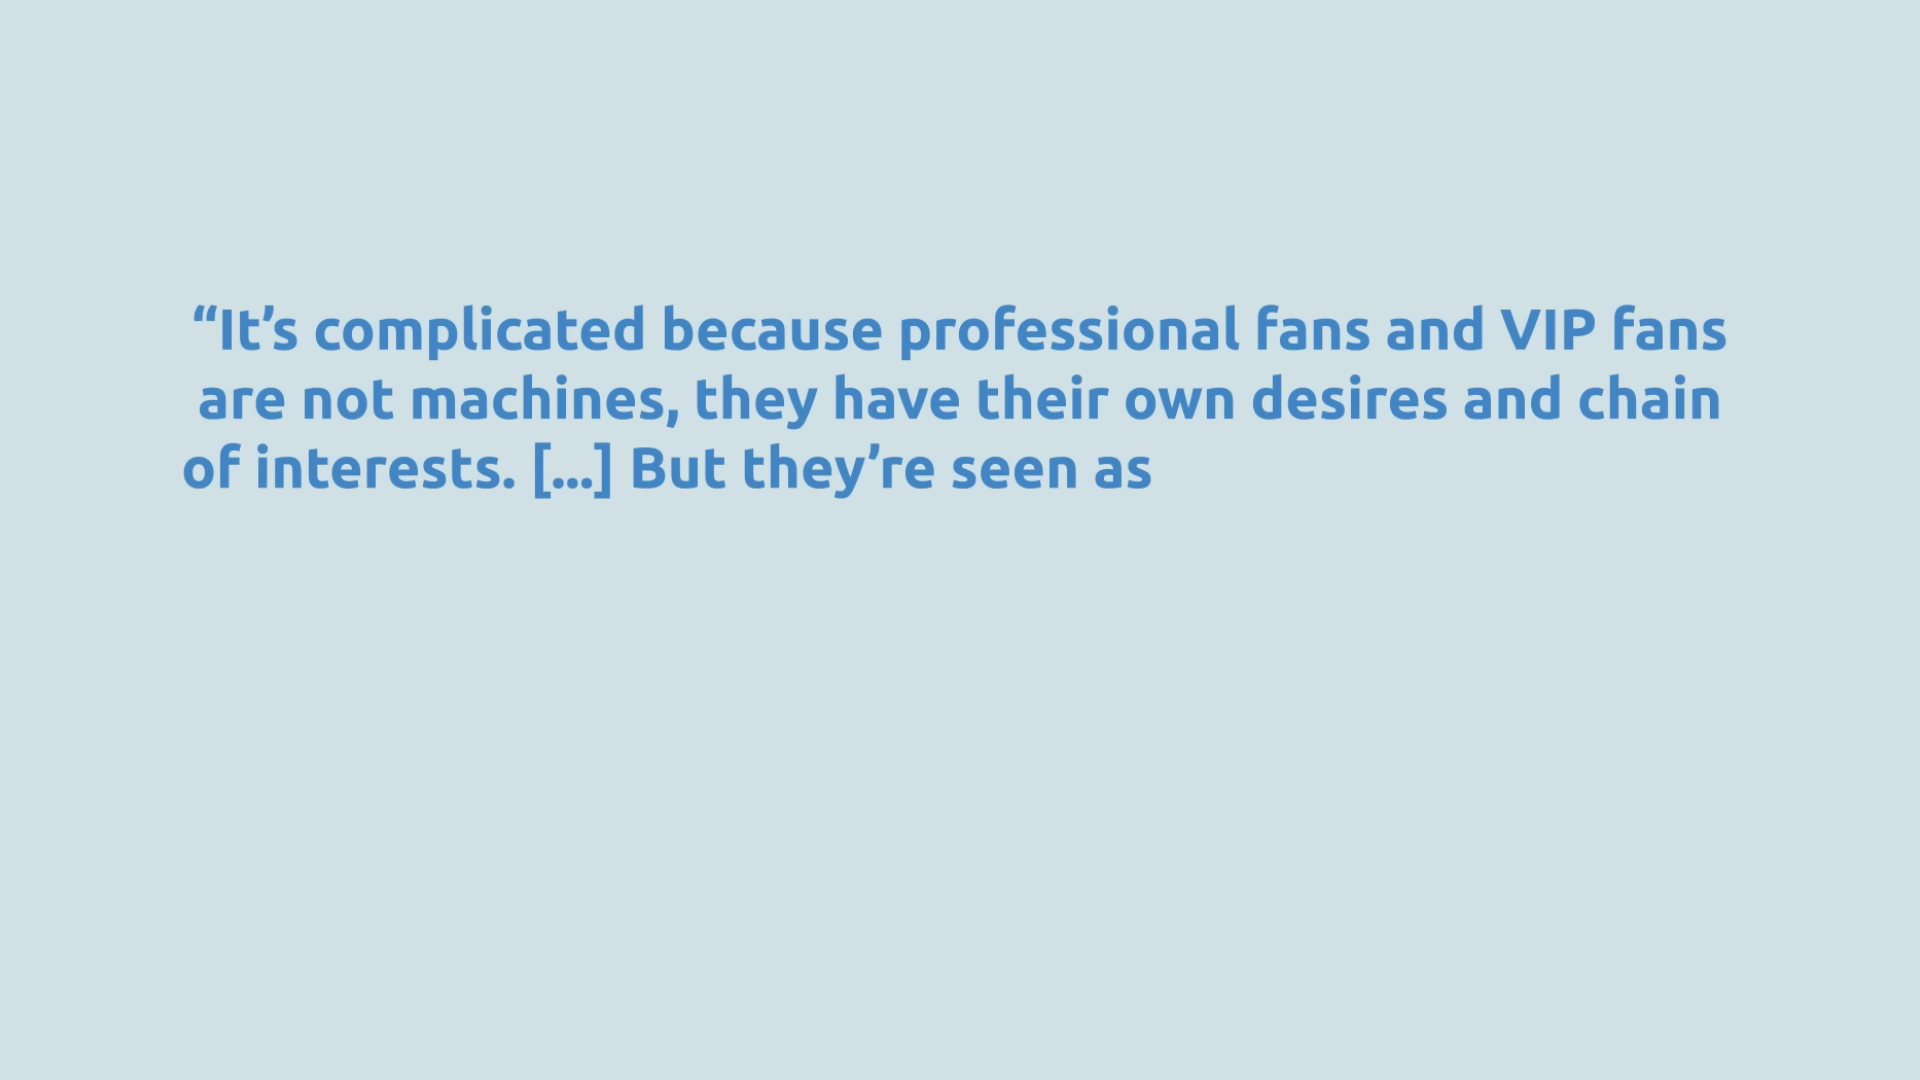 “It’s complicated because professional fans and VIP fans
are not machines, they have their own desires and chain
of interests. [...] But they’re seen as